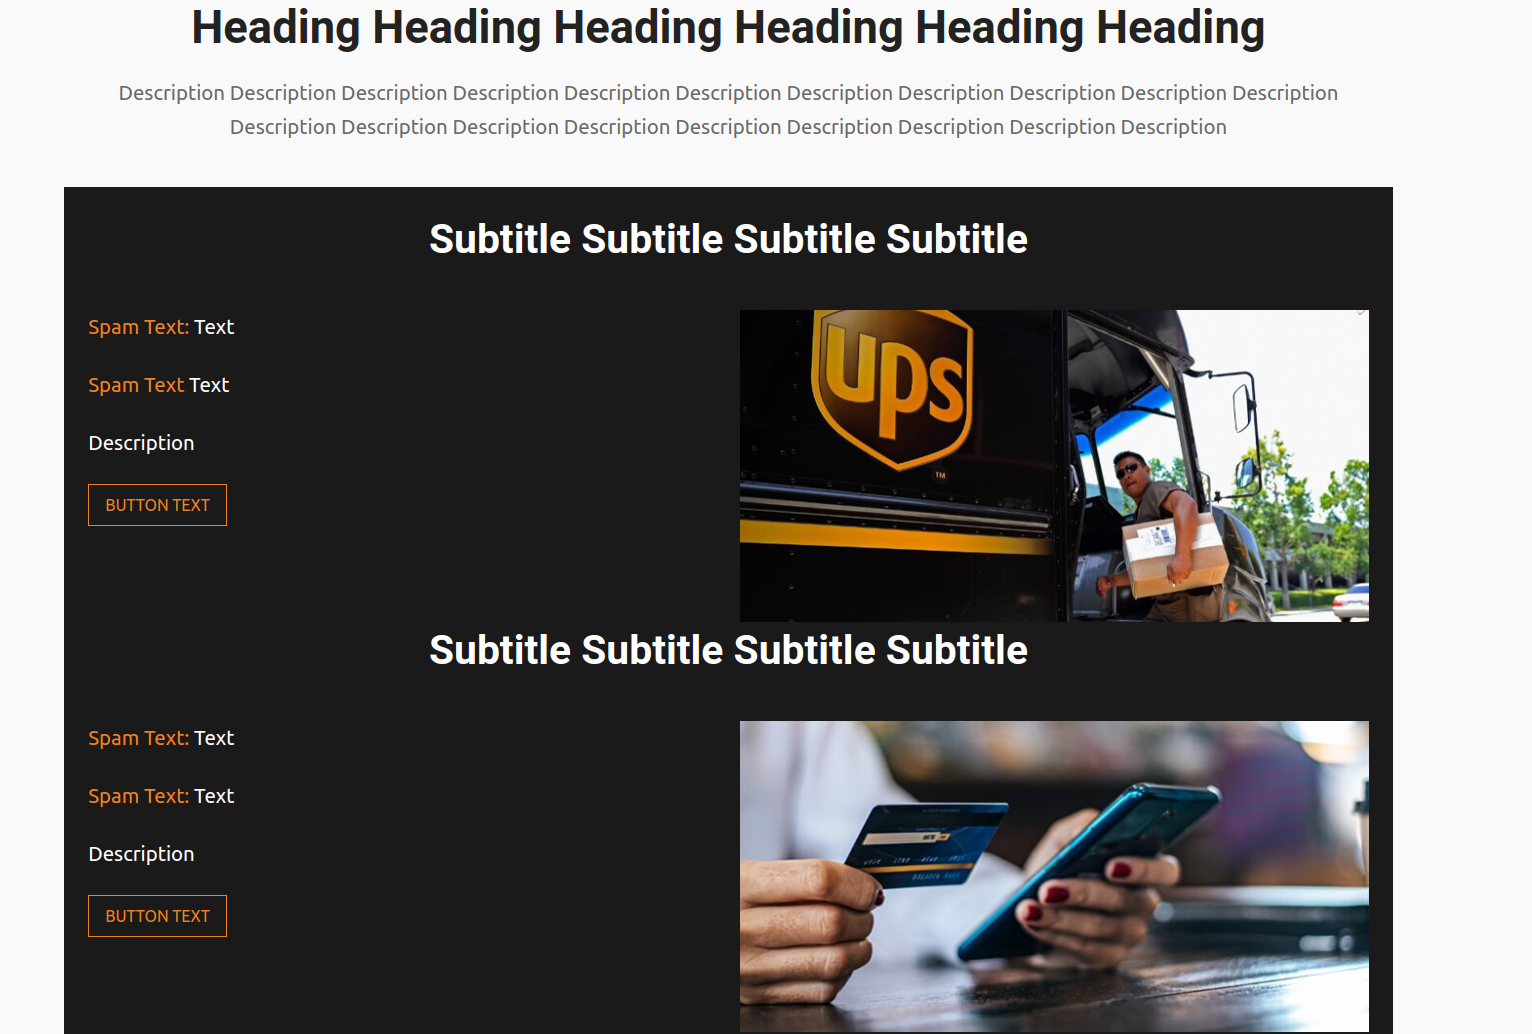 Heading Heading Heading Heading Heading Heading
Description Description Description Description Description Description Description Description Description Description Description
Description Description Description Description Description Description Description Description Description
Subtitle Subtitle Subtitle Subtitle
Spam Text: Text
Spam Text Text
Description
BUTTON TEXT
ups
TM
Subtitle Subtitle Subtitle Subtitle
Spam Text: Text
Spam Text: Text
Description
BUTTON TEXT